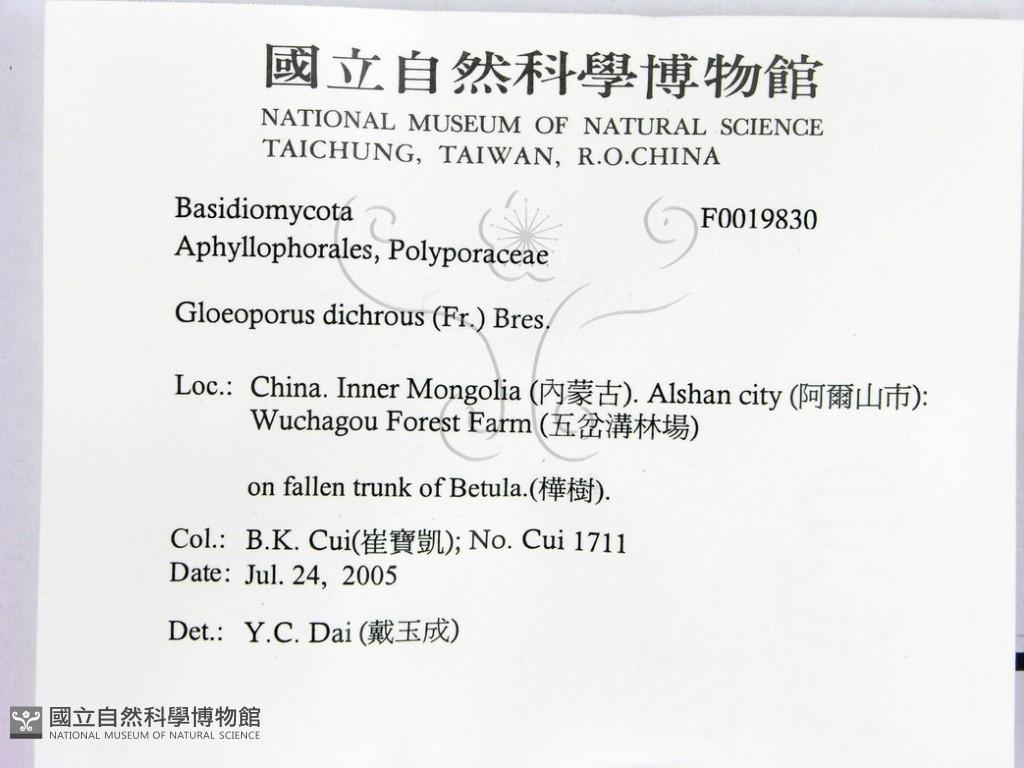 國立自然科學博物館
NATIONAL MUSEUM OF NATURAL SCIENCE
TAICHUNG, TAIWAN, R.O.CHINA
Basidiomycota F0019830
Aphyllophorales, Polyporaceae
Gloeoporus dichrous (Fr.) Bres.
Loc.: China. Inner Mongolia (內蒙古). Alshan city (阿爾山市):
Wuchagou Forest Farm (五岔溝林場)
on fallen trunk of Betula.(樺樹).
Col.: B.K. Cui(崔寶凱); No. Cui 1711
Date: Jul. 24, 2005
Det.: Y.C. Dai (戴玉成)
國立自然科學博物館
NATIONAL MUSEUM OF NATURAL SCIENCE